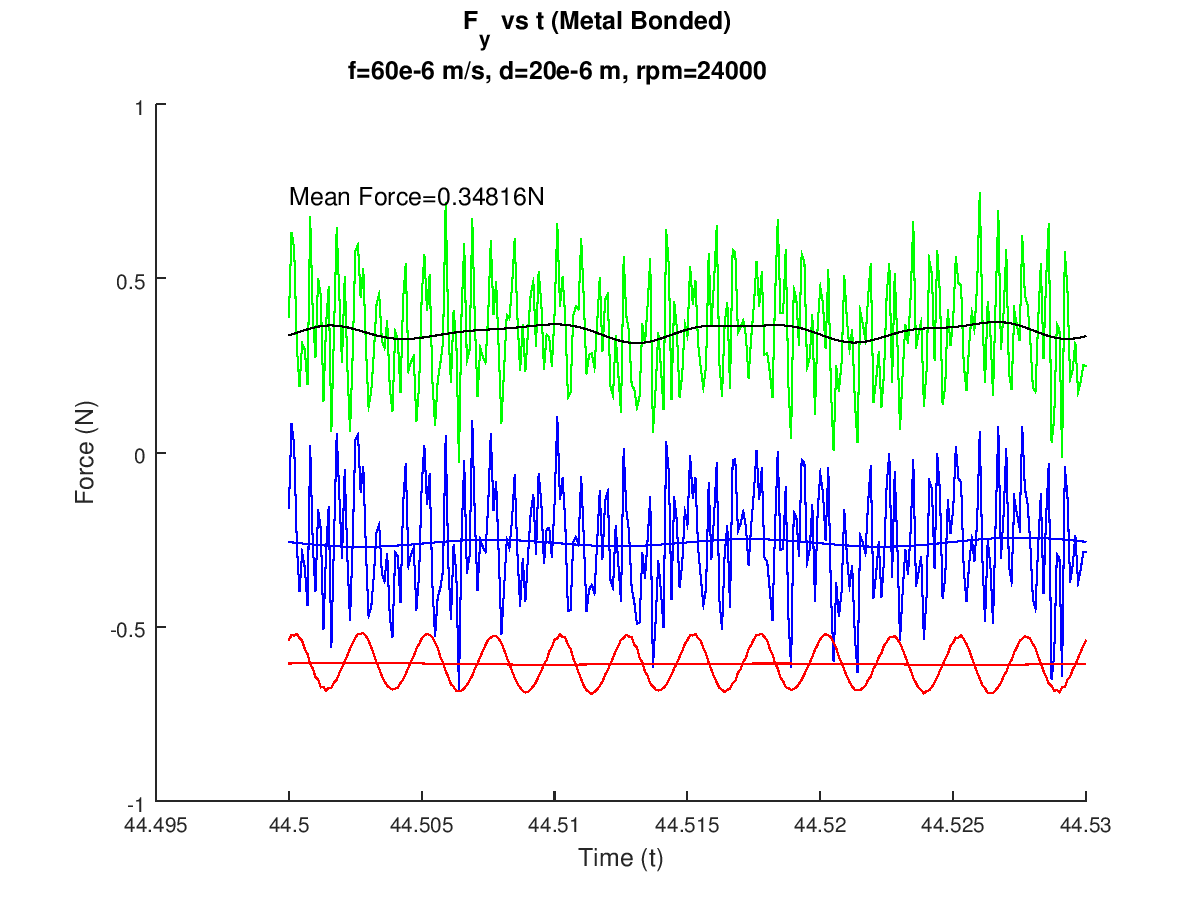 F_y vs t (Metal Bonded)
f=60e-6 m/s, d=20e-6 m, rpm=24000
1
Mean Force=0.34816N
0.5
0
-0.5
-1
Force (N)
44.495 44.5 44.505 44.51 44.515 44.52 44.525 44.53
Time (t)